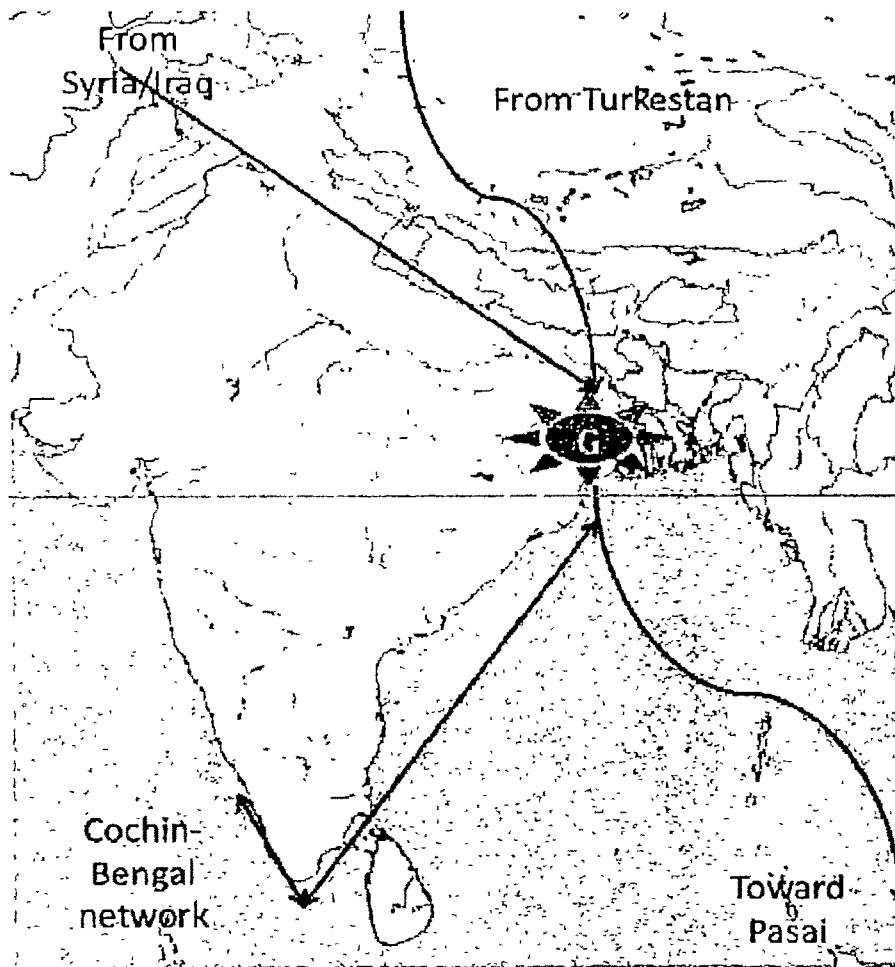 From
Syria/Iraq
From Turkestan
G
Cochin-
Bengal
network
Toward
Pasai